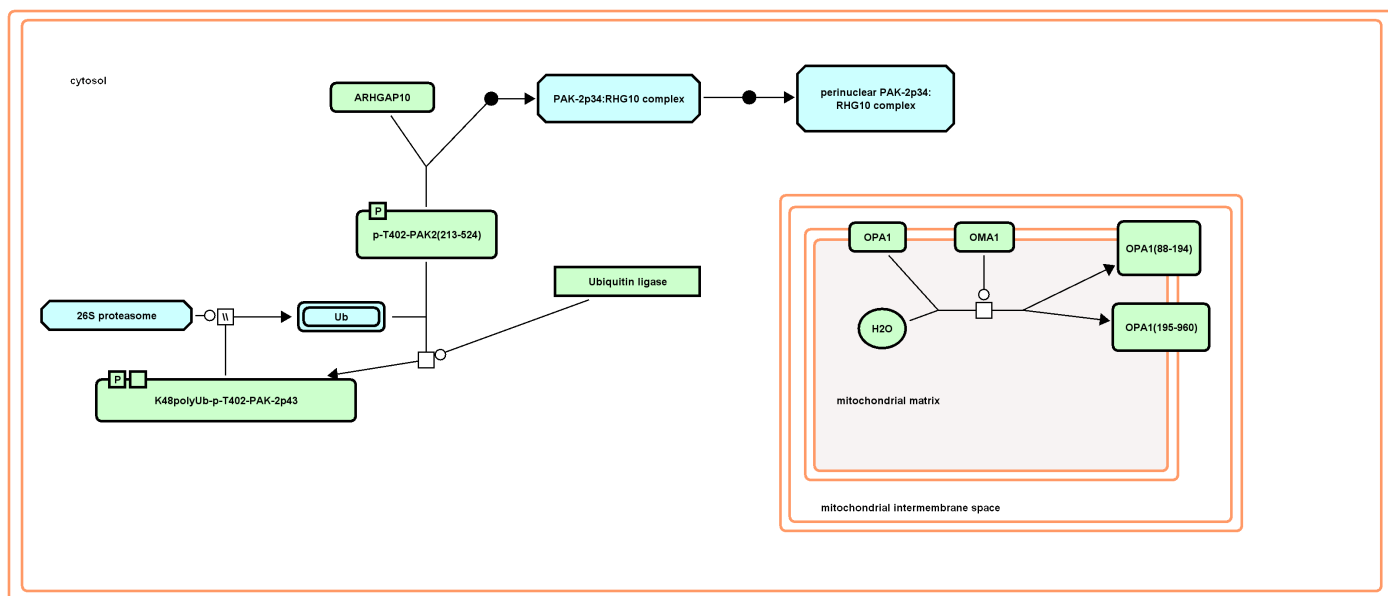 cytosol
ARHGAP10
PAK-2p34:RHG10 complex
perinuclear PAK-2p34:
RHG10 complex
P
p-T402-PAK2(213-524)
OPA1
OMA1
OPA1(88-194)
Ubiquitin ligase
26S proteasome
\\
Ub
H2O
OPA1(195-960)
P
K48polyUb-p-T402-PAK-2p43
mitochondrial matrix
mitochondrial intermembrane space